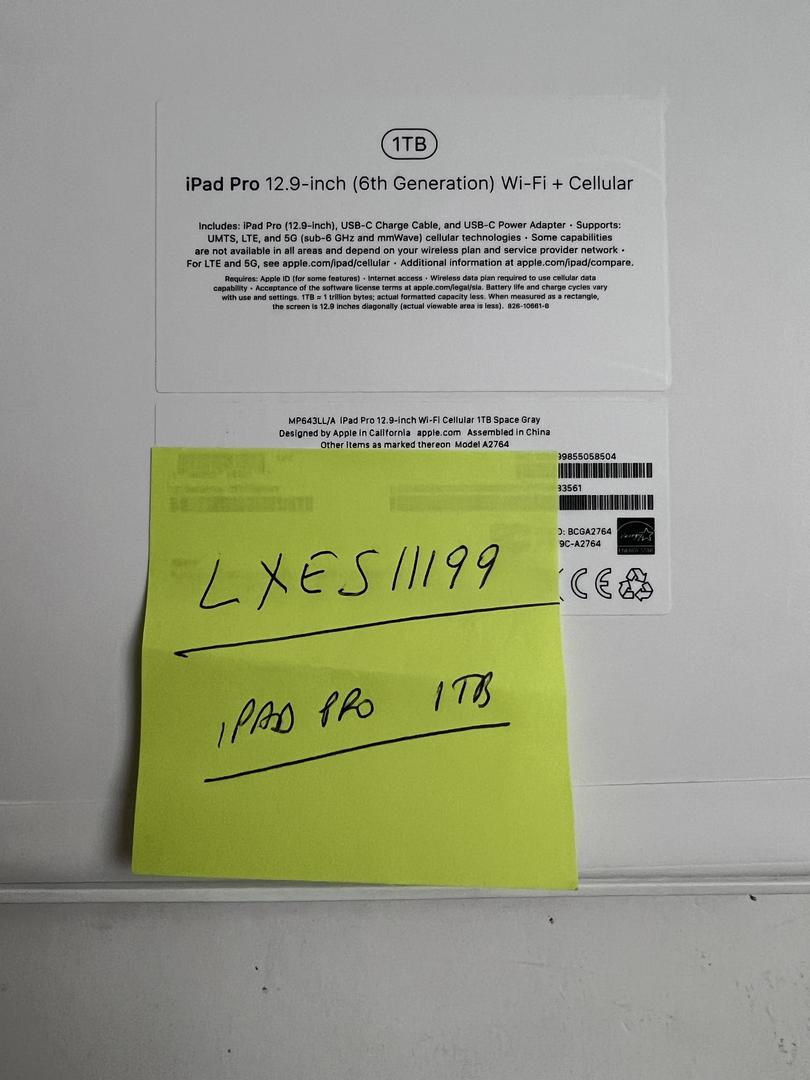 1TB
iPad Pro 12.9-inch (6th Generation) Wi-Fi + Cellular
Includes: iPad Pro (12.9-inch), USB-C Charge Cable, and USB-C Power Adapter · Supports:
UMTS, LTE, and 5G (sub-6 GHz and mmWave) cellular technologies · Some capabilities
are not available in all areas and depend on your wireless plan and service provider network ·
For LTE and 5G, see apple.com/ipad/cellular · Additional information at apple.com/ipad/compare.
Requires: Apple ID (for some features) · Internet access · Wireless data plan required to use cellular data
capability · Acceptance of the software license terms at apple.com/legal/sla. Battery life and charge cycles vary
with use and settings. 1TB = 1 trillion bytes; actual formatted capacity less. When measured as a rectangle,
the screen is 12.9 inches diagonally (actual viewable area is less). 826-10661-B
MP643LL/A iPad Pro 12.9-inch Wi-Fi Cellular 1TB Space Gray
Designed by Apple in California apple.com Assembled in China
Other items as marked thereon Model A2764
99855058504
83561
D: BCGA2764
9C-A2764
ENERGY STAR
CE
LXES11199
iPAD PRO 1TB